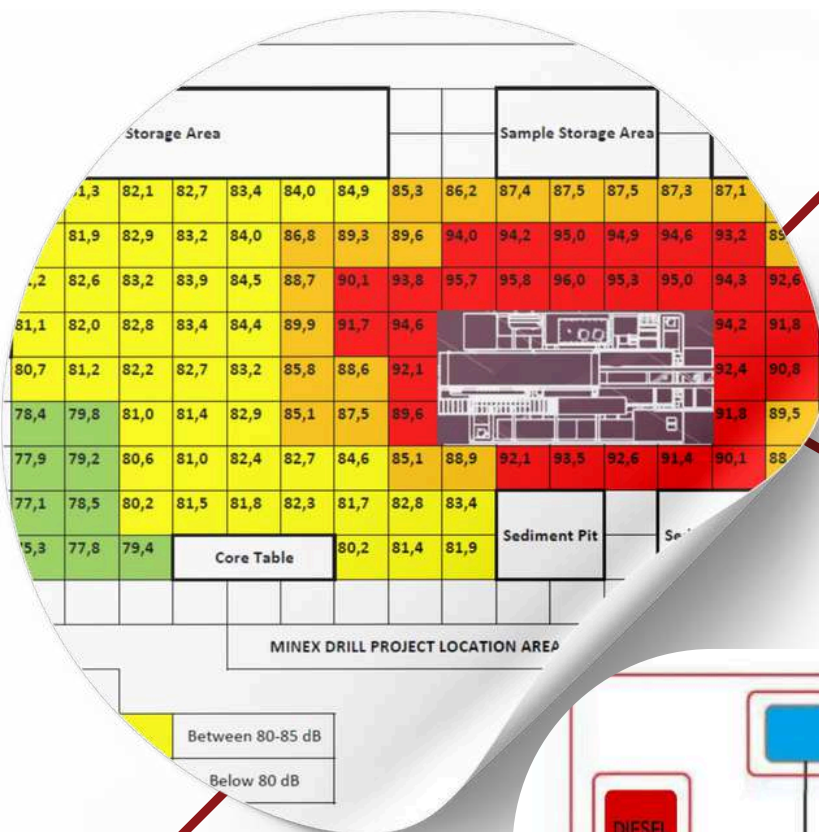 Storage Area
Sample Storage Area
82,1 82,7 83,4 84,0 84,9 85,3 86,2 87,4 87,5 87,5 87,3 87,1
81,9 82,9 83,2 84,0 86,8 89,3 89,6 94,0 94,2 95,0 94,9 94,6 93,2
82,6 83,2 83,9 84,5 88,7 90,1 93,8 95,7 95,8 96,0 95,3 95,0 94,3 92,6
81,1 82,0 82,8 83,4 84,4 89,9 91,7 94,6 94,2 91,8
80,7 81,2 82,2 82,7 83,2 85,8 88,6 92,1 92,4 90,8
78,4 79,8 81,0 81,4 82,9 85,1 87,5 89,6 91,8 89,5
77,9 79,2 80,6 81,0 82,4 82,7 84,6 85,1 88,9 92,1 93,5 92,6 91,4 90,1 88
77,1 78,5 80,2 81,5 81,8 82,3 81,7 82,8 83,4
Sediment Pit
77,8 79,4 Core Table 80,2 81,4 81,9
MINEX DRILL PROJECT LOCATION AREA
Between 80-85 dB
Below 80 dB
DIESEL